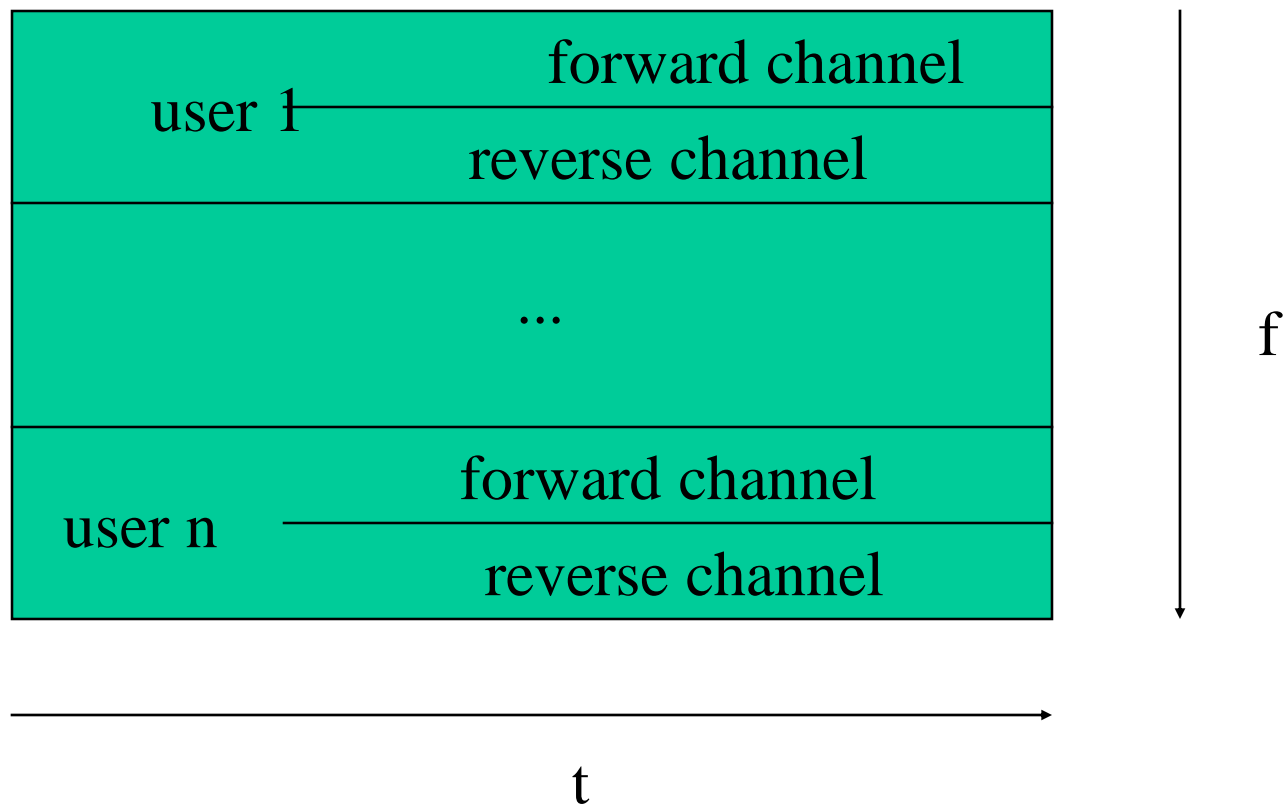 forward channel
user 1
reverse channel
...
f
forward channel
user n
reverse channel
t